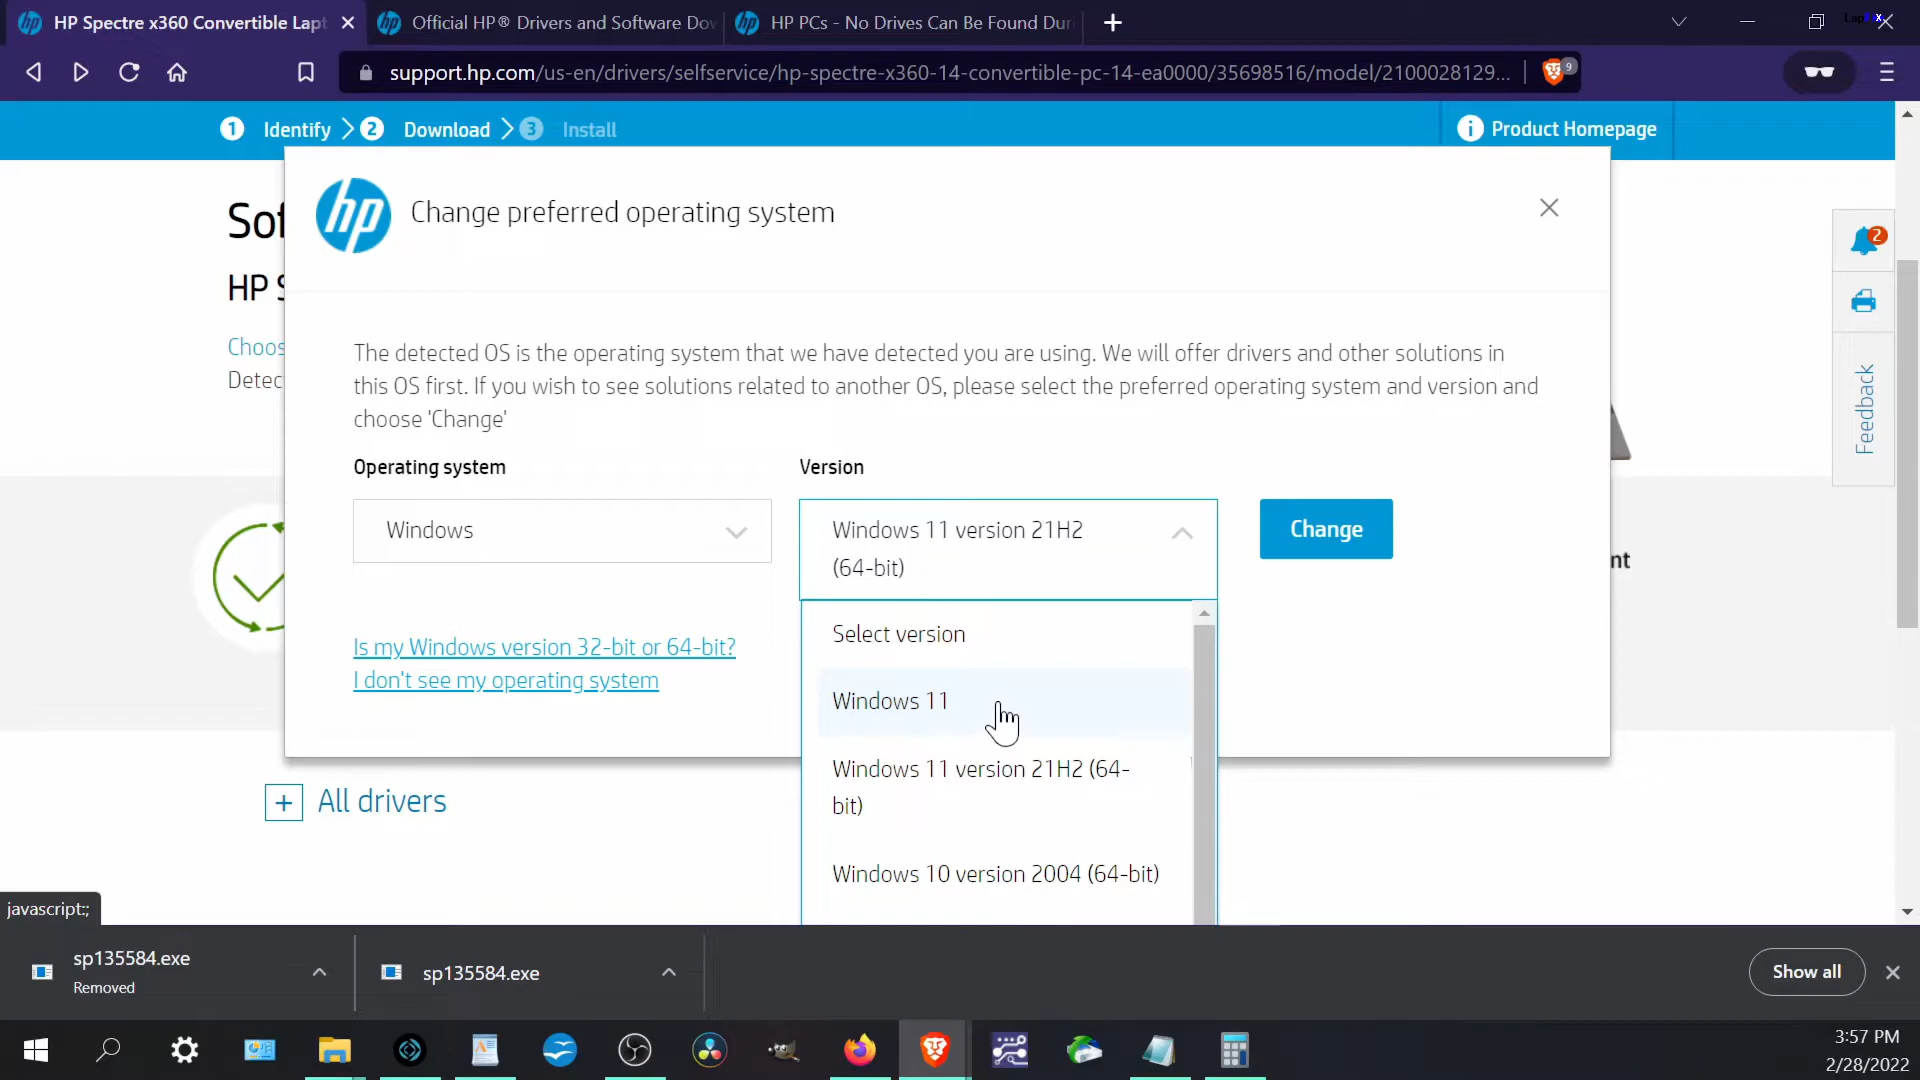 HP Spectre x360 Convertible Lapt
Official HP® Drivers and Software Dov
HP PCs - No Drives Can Be Found Duri
support.hp.com/us-en/drivers/selfservice/hp-spectre-x360-14-convertible-pc-14-ea0000/35698516/model/2100028129...
9
1 Identify 2 Download 3 Install
Product Homepage
Sof
hp
Change preferred operating system
HP S
2
Choos
Detec
The detected OS is the operating system that we have detected you are using. We will offer drivers and other solutions in
this OS first. If you wish to see solutions related to another OS, please select the preferred operating system and version and
choose 'Change'
Feedback
Operating system
Version
Windows
Windows 11 version 21H2
(64-bit)
Change
nt
Is my Windows version 32-bit or 64-bit?
I don't see my operating system
Select version
Windows 11
Windows 11 version 21H2 (64-
bit)
Windows 10 version 2004 (64-bit)
All drivers
javascript:;
sp135584.exe
Removed
sp135584.exe
Show all
3:57 PM
2/28/2022